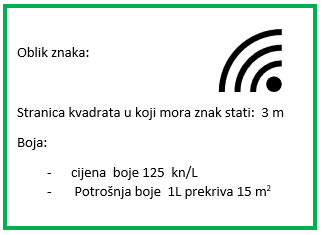 Oblik znaka:
Stranica kvadrata u koji mora znak stati:  3 m
Boja:
-    cijena  boje 125  kn/L
-    Potrošnja boje  1L prekriva 15 m²